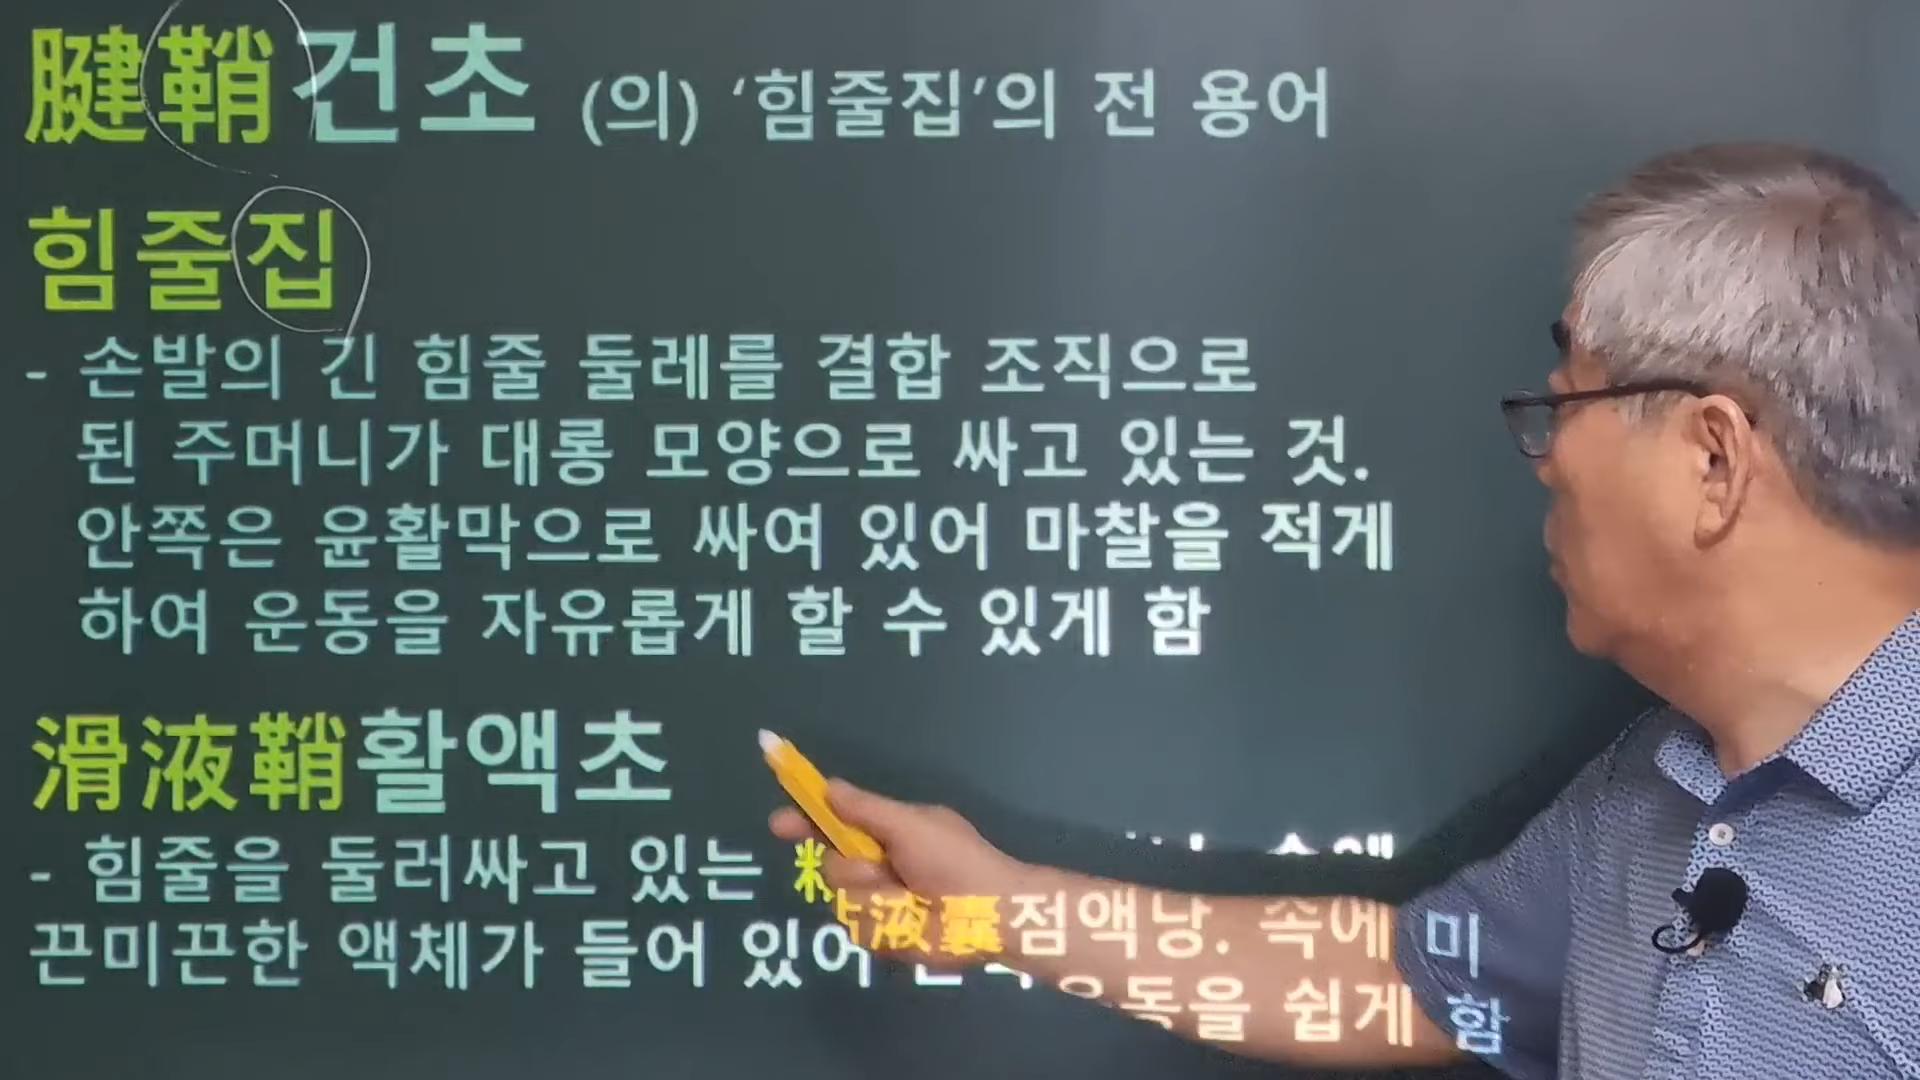 腱鞘건초 (의) ‘힘줄집’의 전 용어
힘줄집
- 손발의 긴 힘줄 둘레를 결합 조직으로
된 주머니가 대롱 모양으로 싸고 있는 것.
안쪽은 윤활막으로 싸여 있어 마찰을 적게
하여 운동을 자유롭게 할 수 있게 함
滑液鞘활액초
- 힘줄을 둘러싸고 있는 粘液囊점액낭. 속에 미
끈미끈한 액체가 들어 있어 운동을 쉽게 함